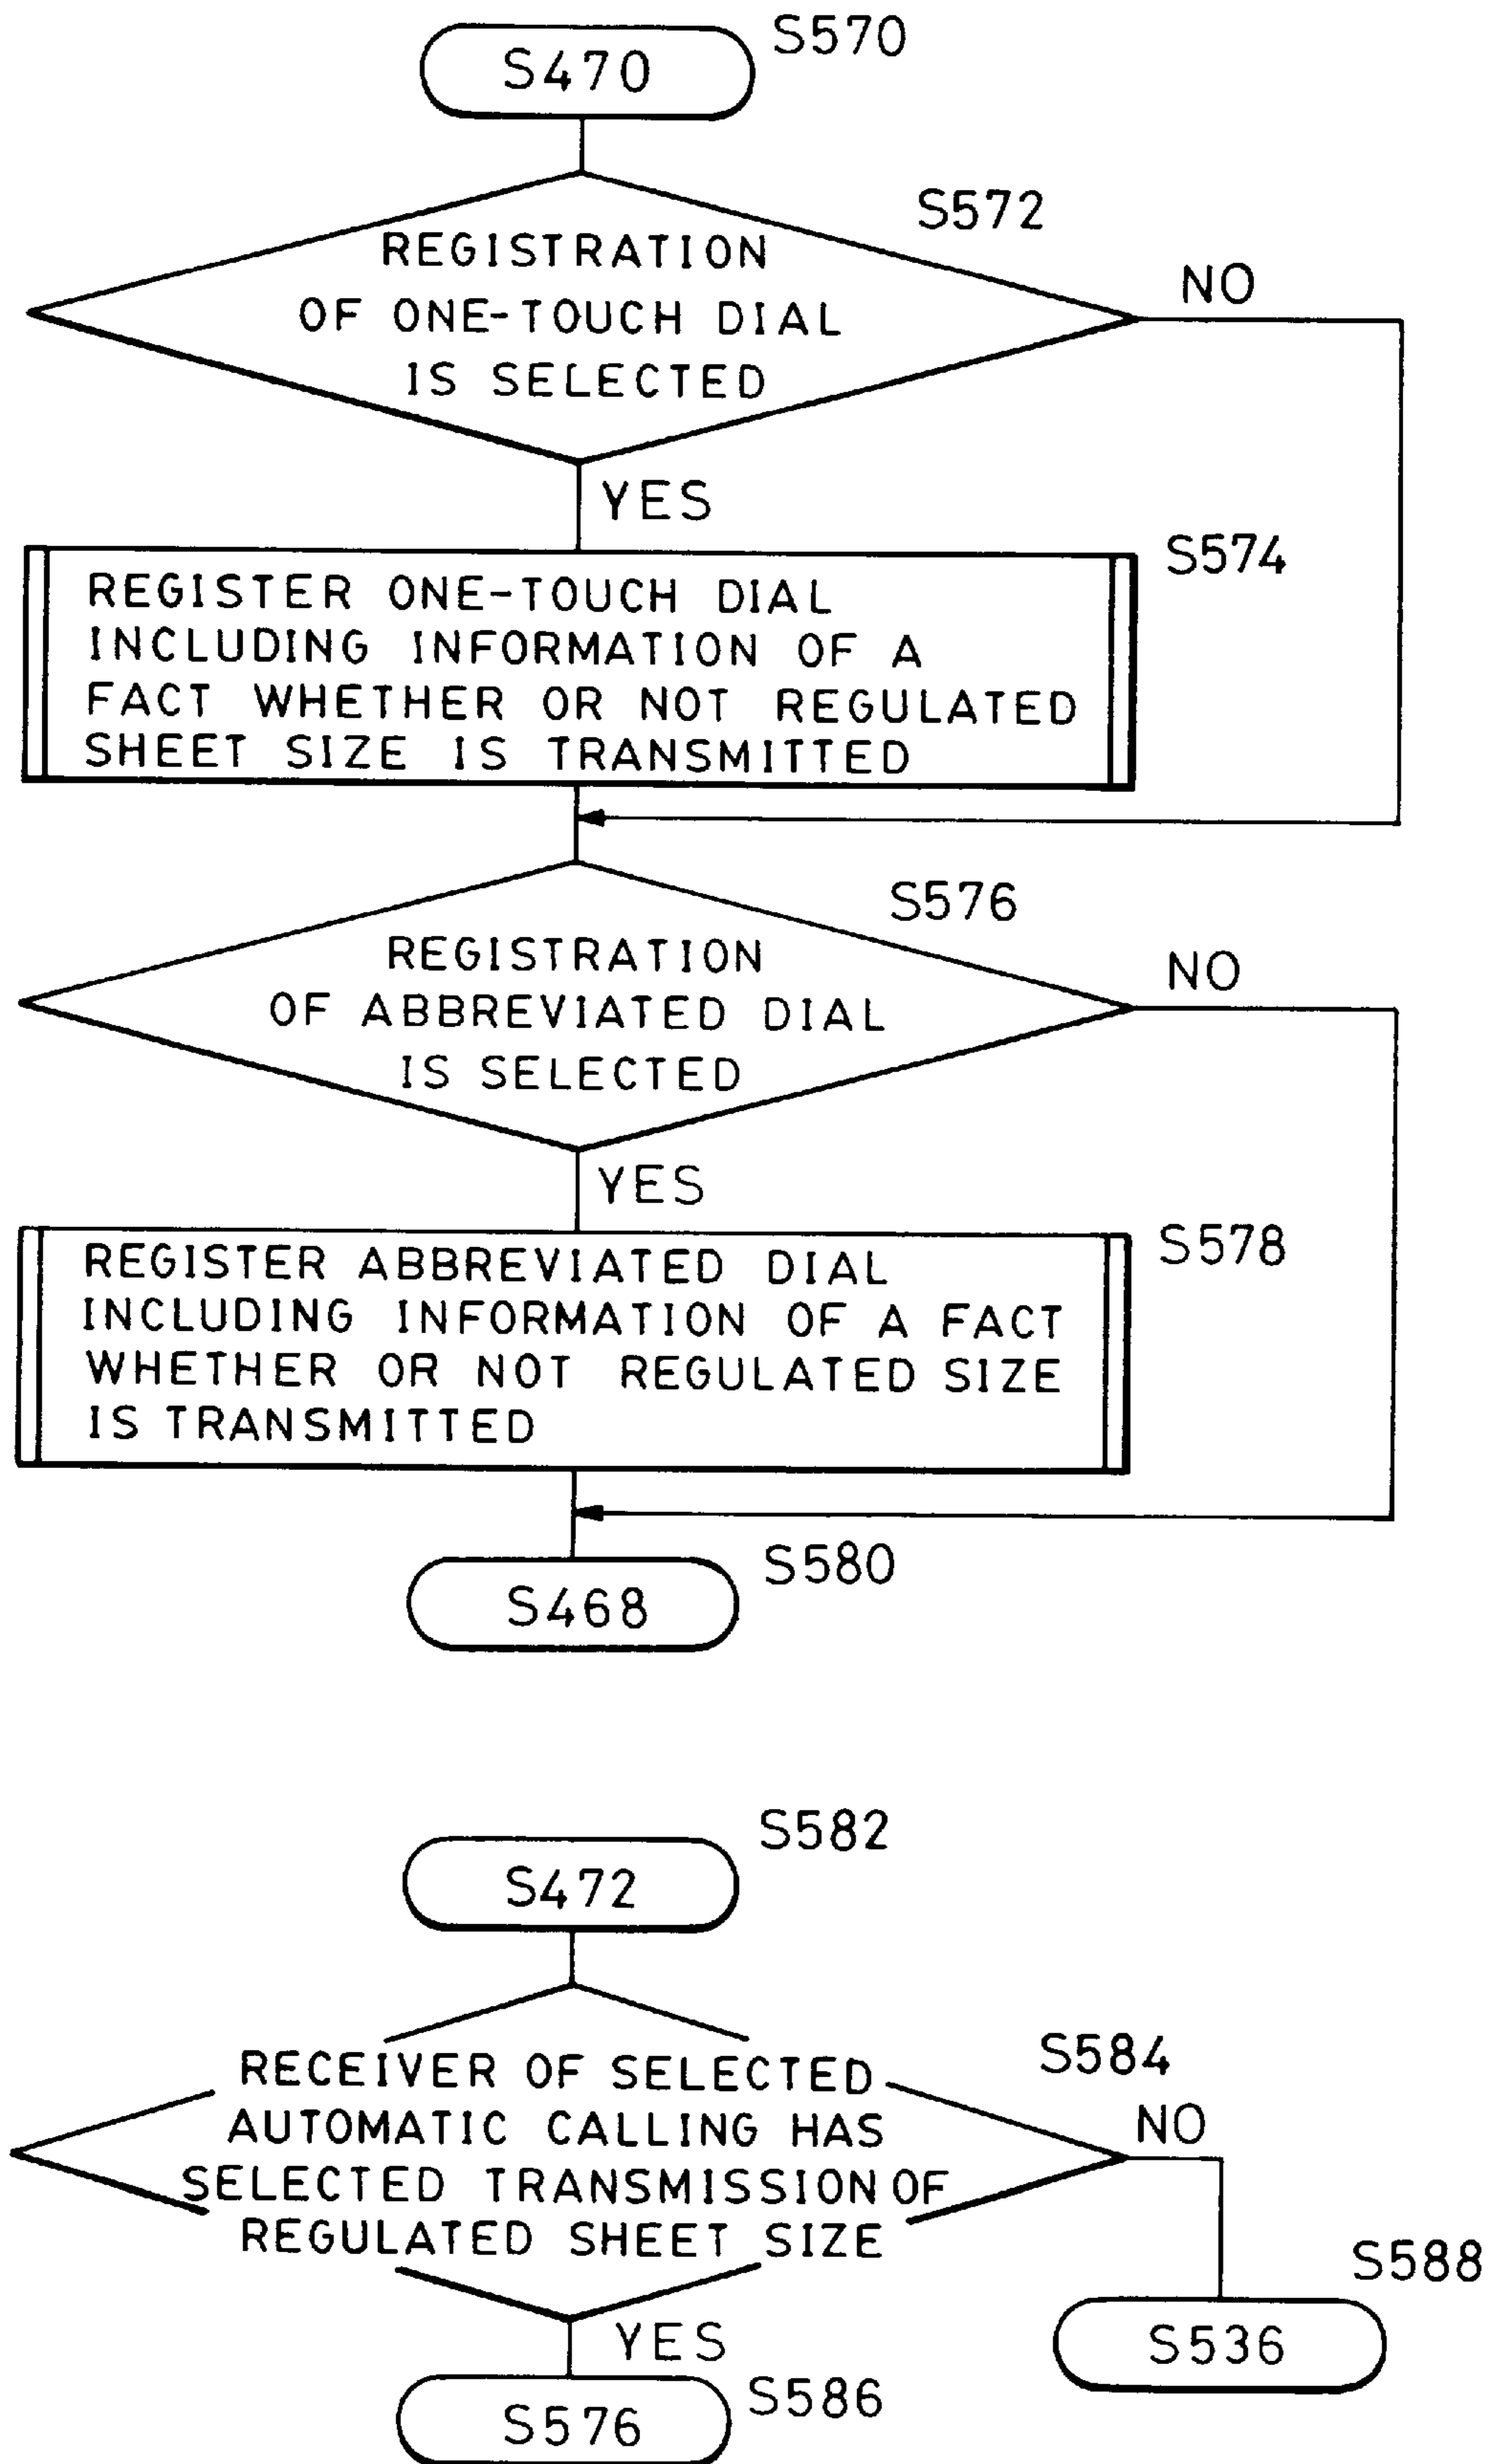 S570
S470
S572
REGISTRATION
OF ONE-TOUCH DIAL
IS SELECTED
NO
YES
S574
REGISTER ONE-TOUCH DIAL
INCLUDING INFORMATION OF A
FACT WHETHER OR NOT REGULATED
SHEET SIZE IS TRANSMITTED
S576
REGISTRATION
OF ABBREVIATED DIAL
IS SELECTED
NO
YES
S578
REGISTER ABBREVIATED DIAL
INCLUDING INFORMATION OF A FACT
WHETHER OR NOT REGULATED SIZE
IS TRANSMITTED
S580
S468
S582
S472
S584
RECEIVER OF SELECTED
AUTOMATIC CALLING HAS
SELECTED TRANSMISSION OF
REGULATED SHEET SIZE
NO
S588
S536
YES
S586
S576